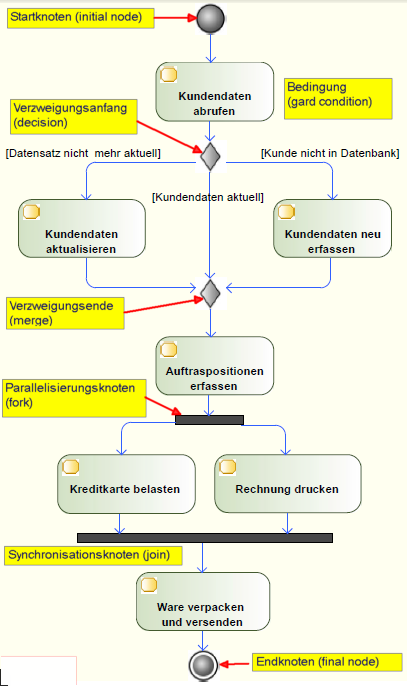 Startknoten (initial node)
Kundendaten
abrufen
Bedingung
(gard condition)
Verzweigungsanfang
(decision)
[Datensatz nicht mehr aktuell]
[Kunde nicht in Datenbank]
[Kundendaten aktuell]
Kundendaten
aktualisieren
Kundendaten neu
erfassen
Verzweigungsende
(merge)
Auftraspositionen
erfassen
Parallelisierungsknoten
(fork)
Kreditkarte belasten
Rechnung drucken
Synchronisationsknoten (join)
Ware verpacken
und versenden
Endknoten (final node)